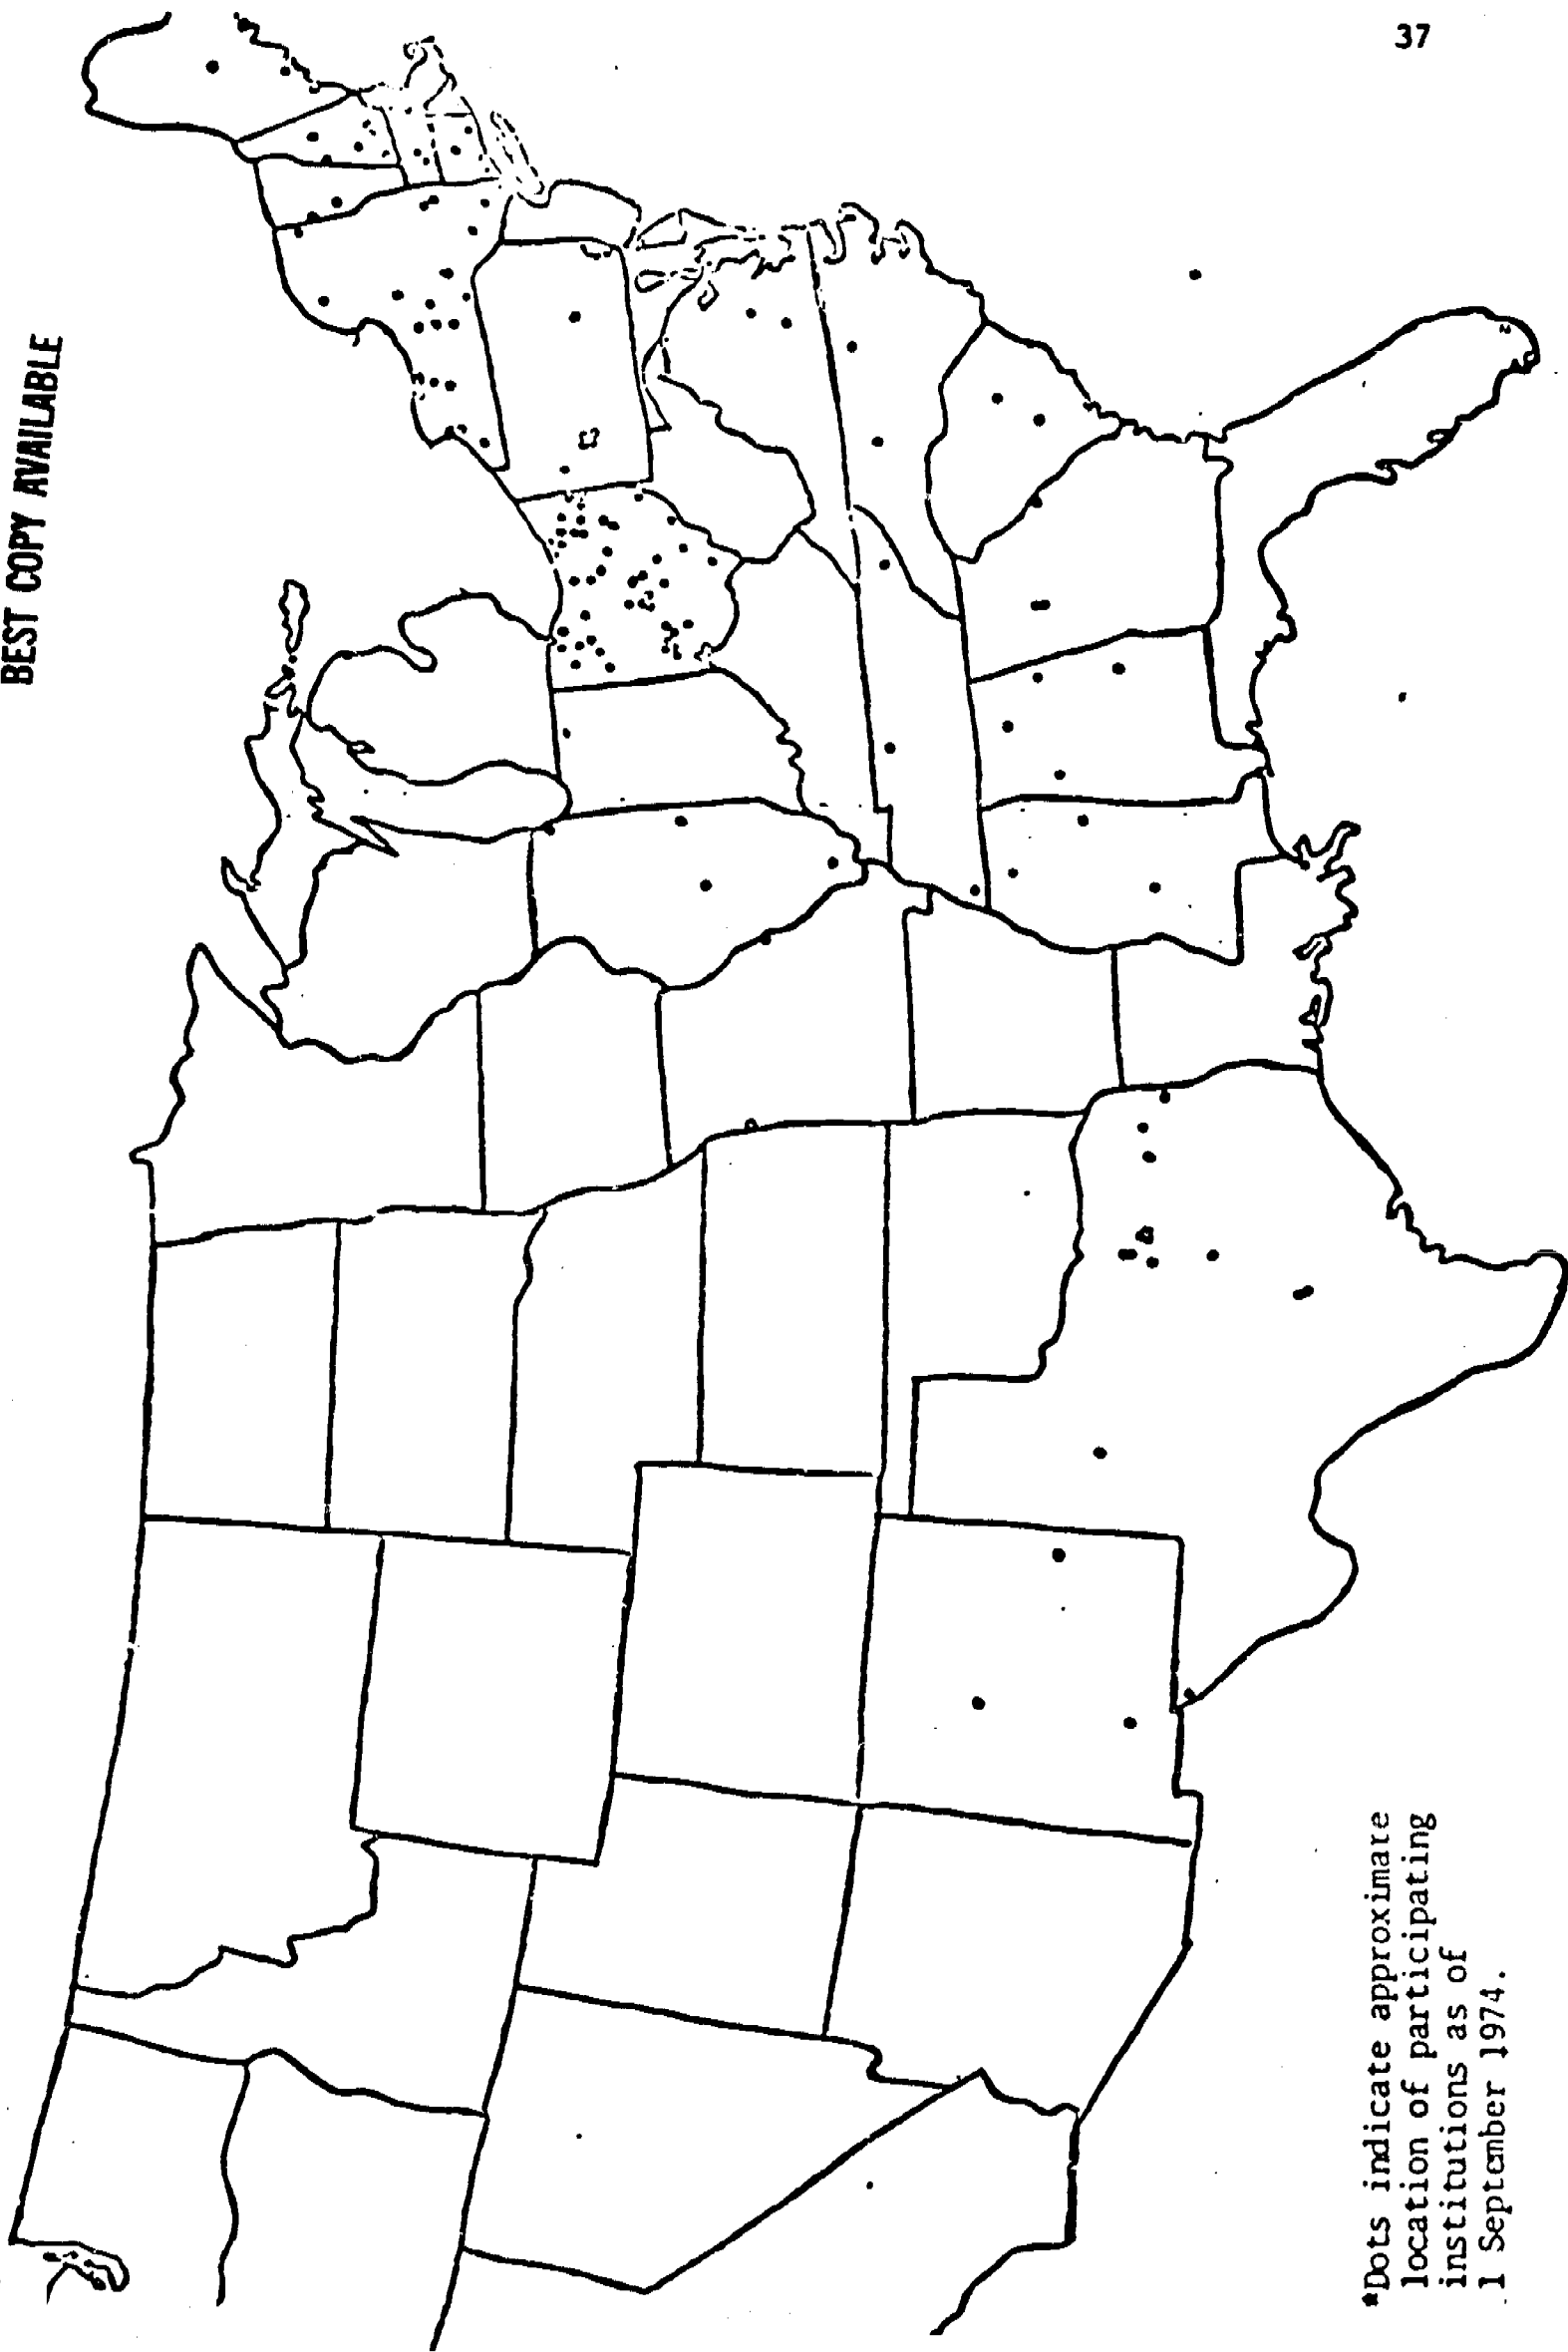 37
BEST COPY AVAILABLE
*Dots indicate approximate
location of participating
institutions as of
1 September 1974.